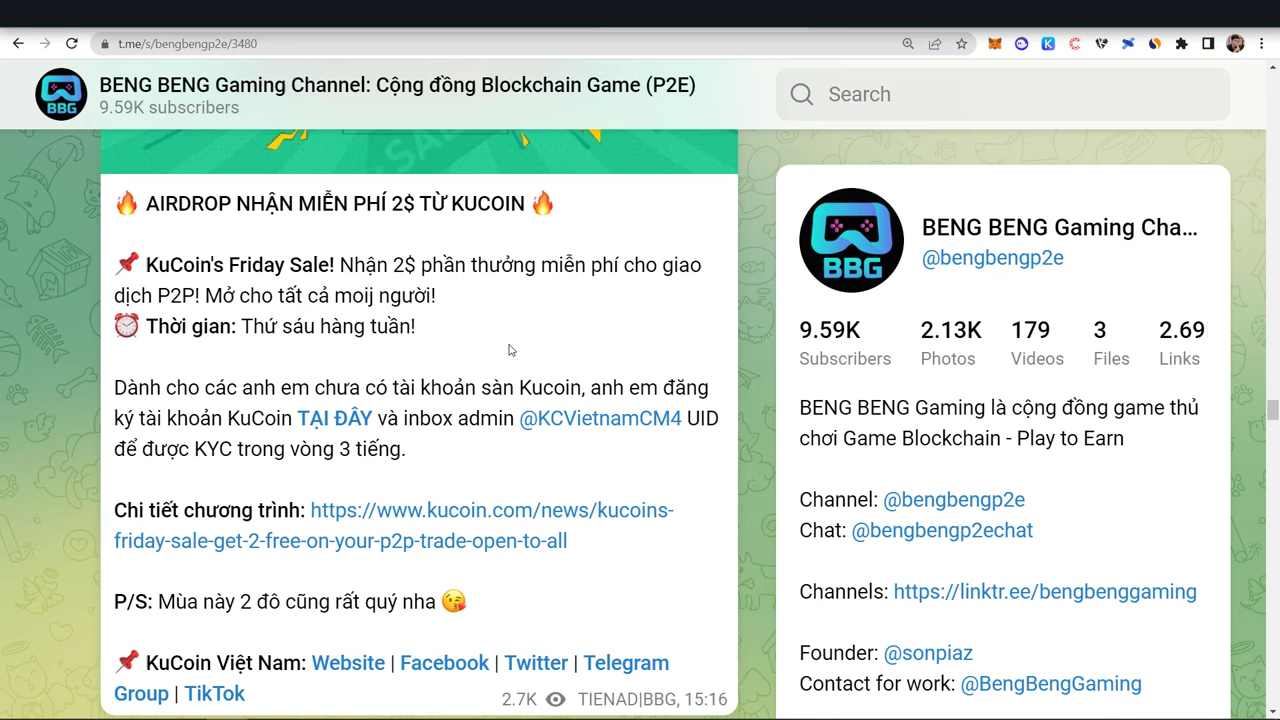 t.me/s/bengbengp2e/3480
BENG BENG Gaming Channel: Cộng đồng Blockchain Game (P2E)
9.59K subscribers
BBG
Search
SALE
🔥 AIRDROP NHẬN MIỄN PHÍ 2$ TỪ KUCOIN 🔥
📌 KuCoin's Friday Sale! Nhận 2$ phần thưởng miễn phí cho giao
dịch P2P! Mở cho tất cả moij người!
⏰ Thời gian: Thứ sáu hàng tuần!
Dành cho các anh em chưa có tài khoản sàn Kucoin, anh em đăng
ký tài khoản KuCoin TẠI ĐÂY và inbox admin @KCVietnamCM4 UID
để được KYC trong vòng 3 tiếng.
Chi tiết chương trình: https://www.kucoin.com/news/kucoins-
friday-sale-get-2-free-on-your-p2p-trade-open-to-all
P/S: Mùa này 2 đô cũng rất quý nha 😘
📌 KuCoin Việt Nam: Website | Facebook | Twitter | Telegram
Group | TikTok
2.7K TIENAD|BBG, 15:16
BBG
BENG BENG Gaming Cha...
@bengbengp2e
9.59K 2.13K 179 3 2.69
Subscribers Photos Videos Files Links
BENG BENG Gaming là cộng đồng game thủ
chơi Game Blockchain - Play to Earn
Channel: @bengbengp2e
Chat: @bengbengp2echat
Channels: https://linktr.ee/bengbenggaming
Founder: @sonpiaz
Contact for work: @BengBengGaming